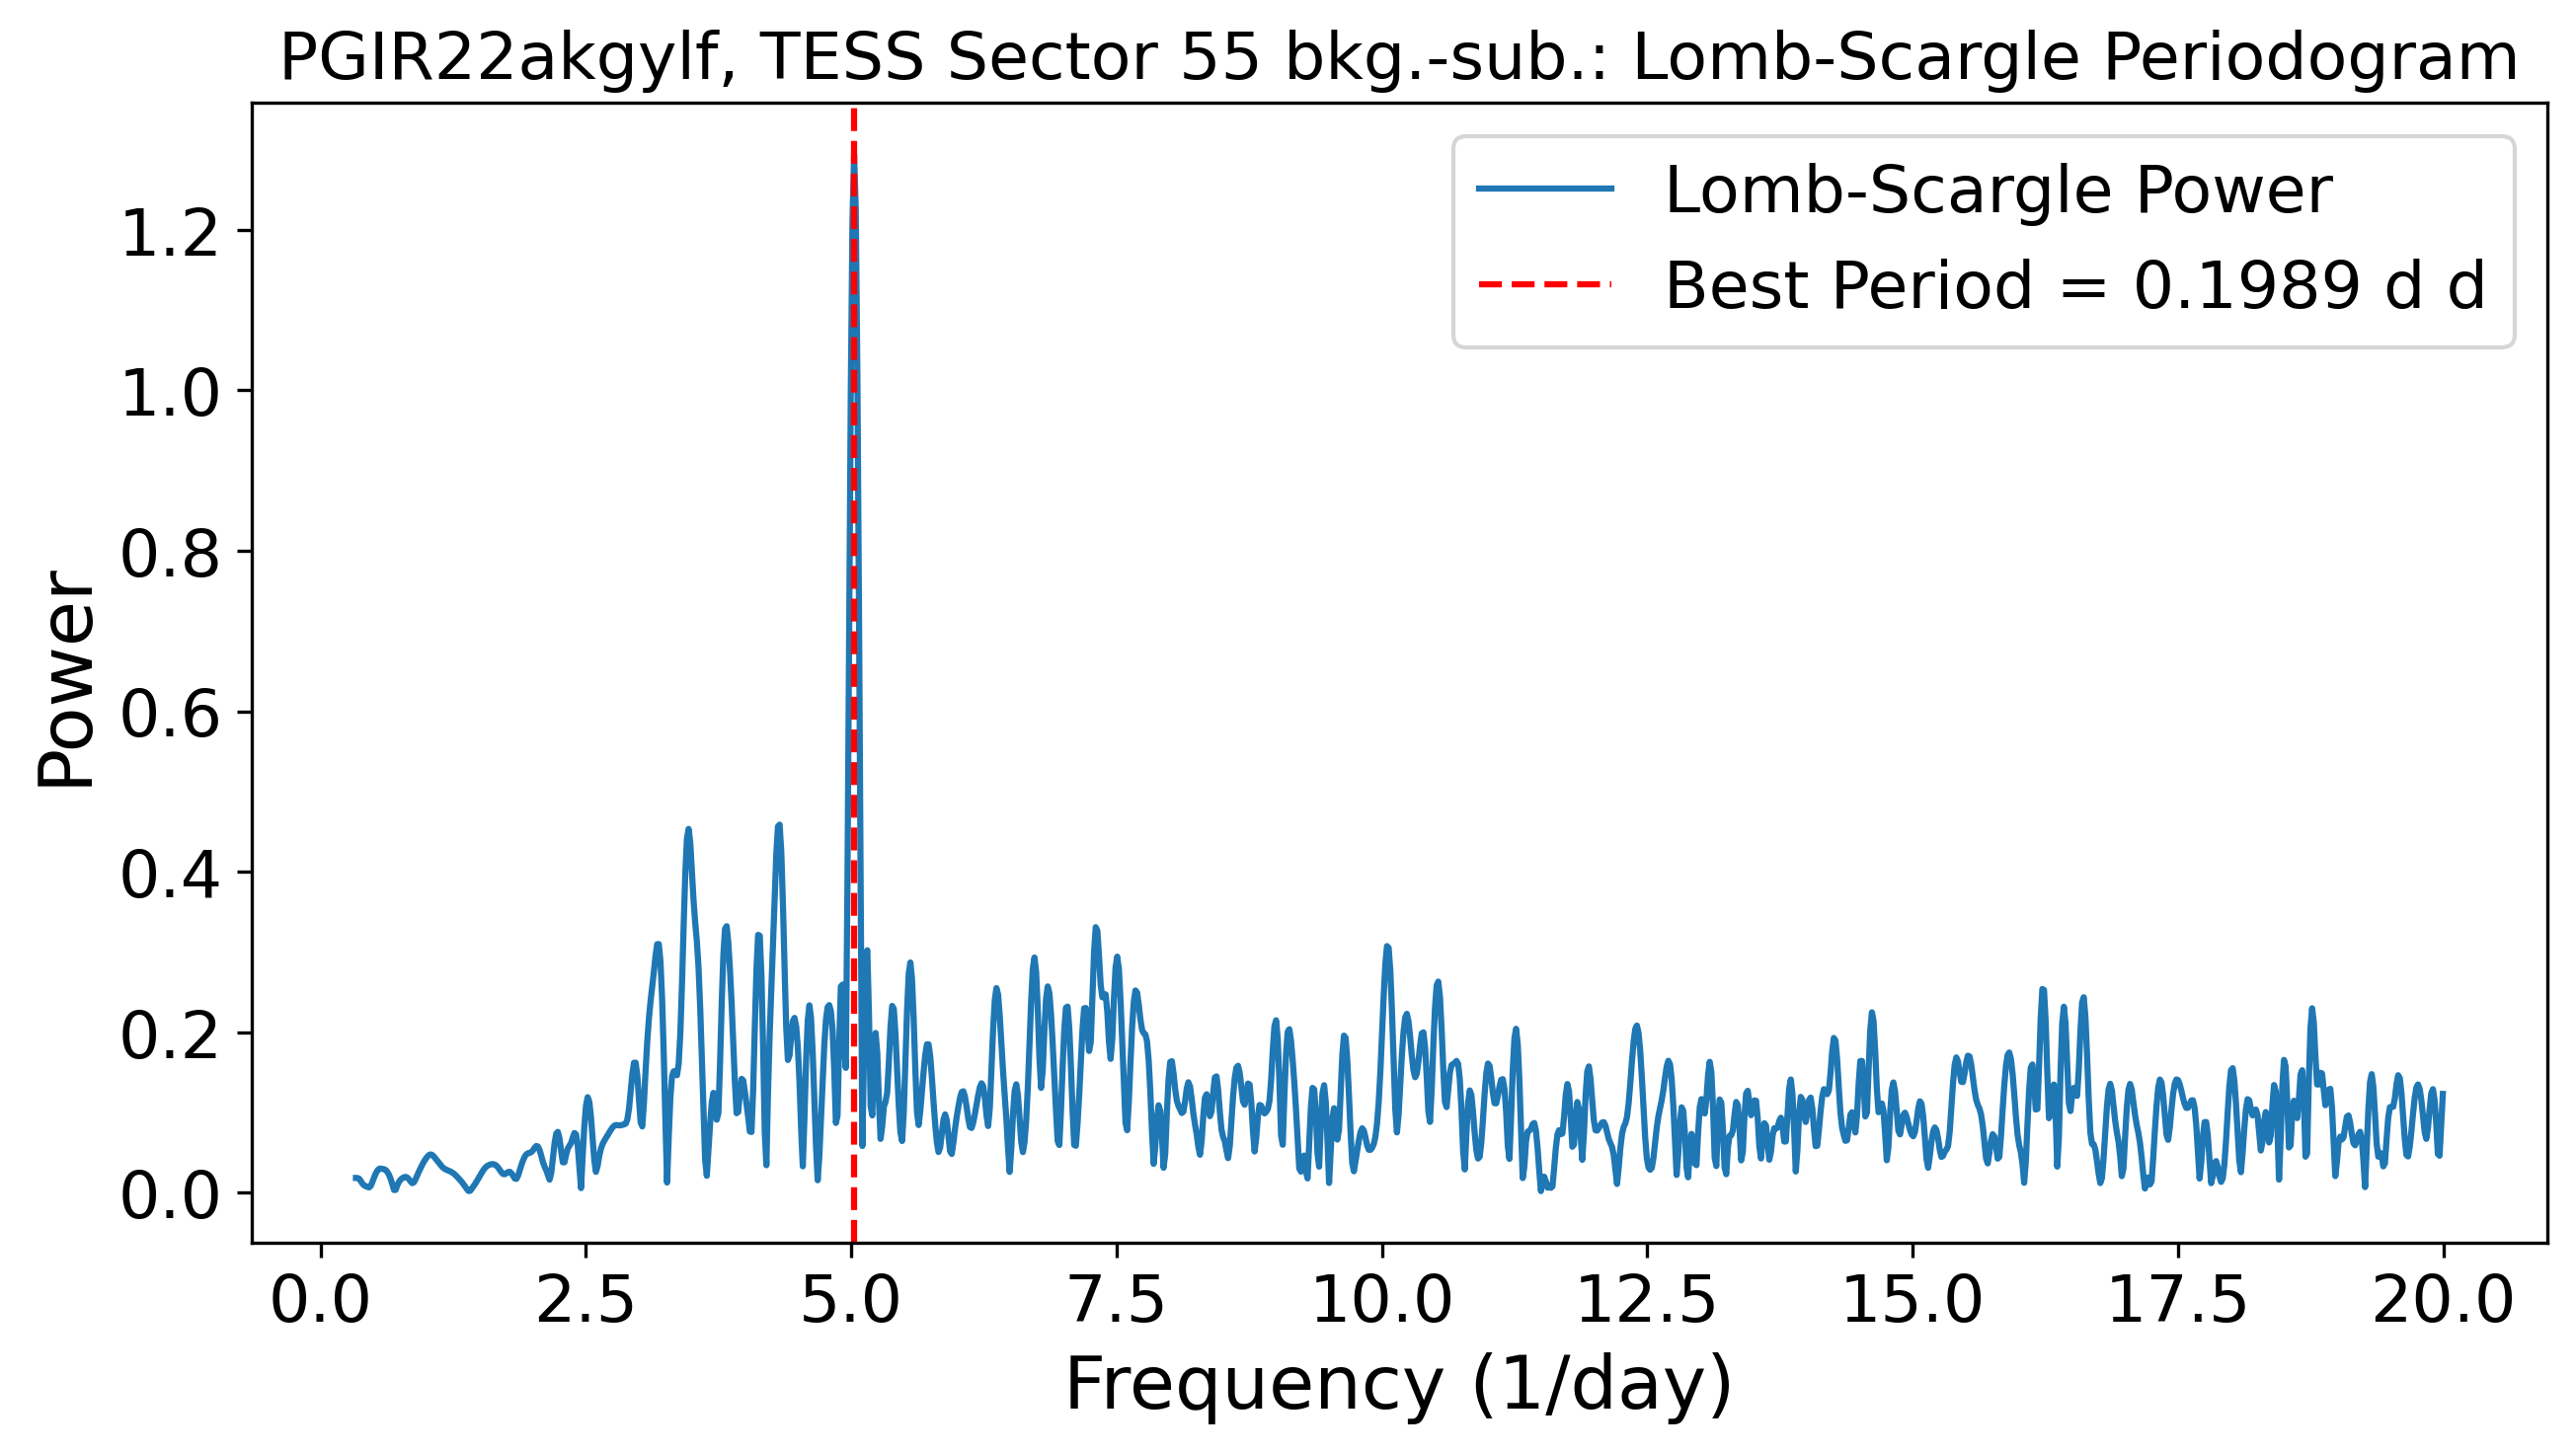 PGIR22akgylf, TESS Sector 55 bkg.-sub.: Lomb-Scargle Periodogram
Lomb-Scargle Power
Best Period = 0.1989 d d
Power
1.2
1.0
0.8
0.6
0.4
0.2
0.0
0.0 2.5 5.0 7.5 10.0 12.5 15.0 17.5 20.0
Frequency (1/day)